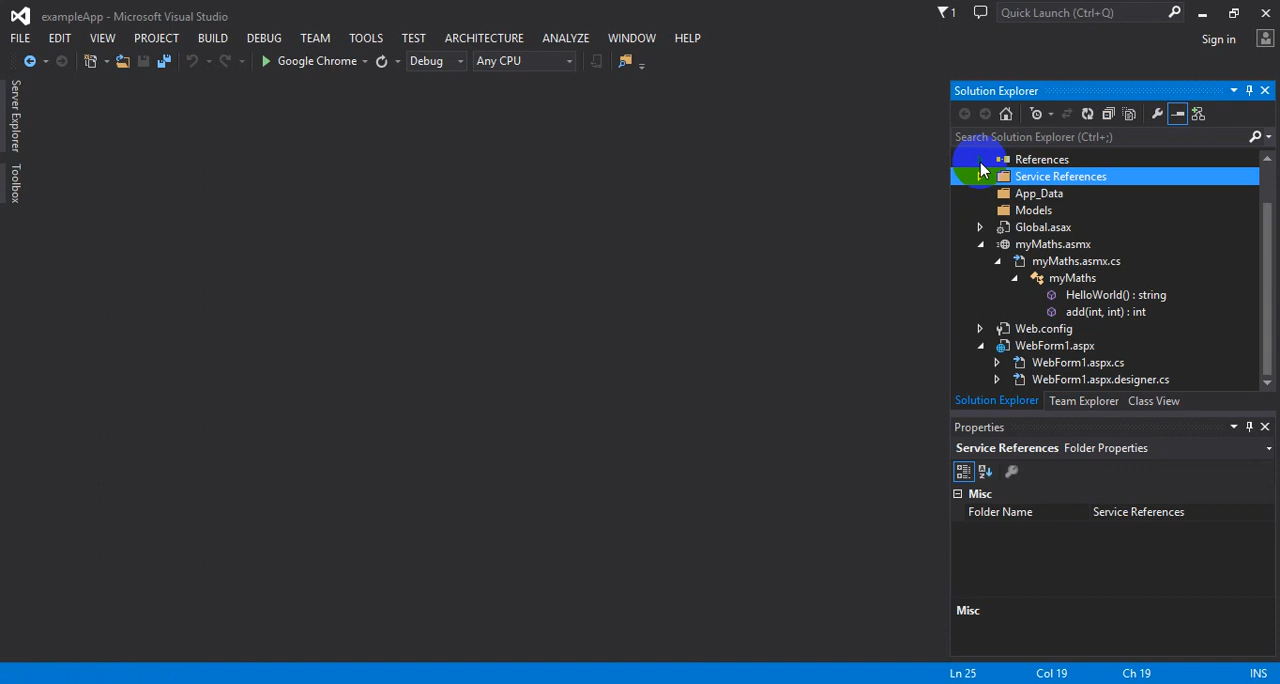 exampleApp - Microsoft Visual Studio
1
Quick Launch (Ctrl+Q)
FILE EDIT VIEW PROJECT BUILD DEBUG TEAM TOOLS TEST ARCHITECTURE ANALYZE WINDOW HELP
Sign in
Google Chrome Debug Any CPU
Server Explorer
Toolbox
Solution Explorer
Search Solution Explorer (Ctrl+;)
References
Service References
App_Data
Models
Global.asax
myMaths.asmx
myMaths.asmx.cs
myMaths
HelloWorld() : string
add(int, int) : int
Web.config
WebForm1.aspx
WebForm1.aspx.cs
WebForm1.aspx.designer.cs
Solution Explorer Team Explorer Class View
Properties
Service References Folder Properties
Misc
Folder Name Service References
Misc
Ln 25 Col 19 Ch 19 INS